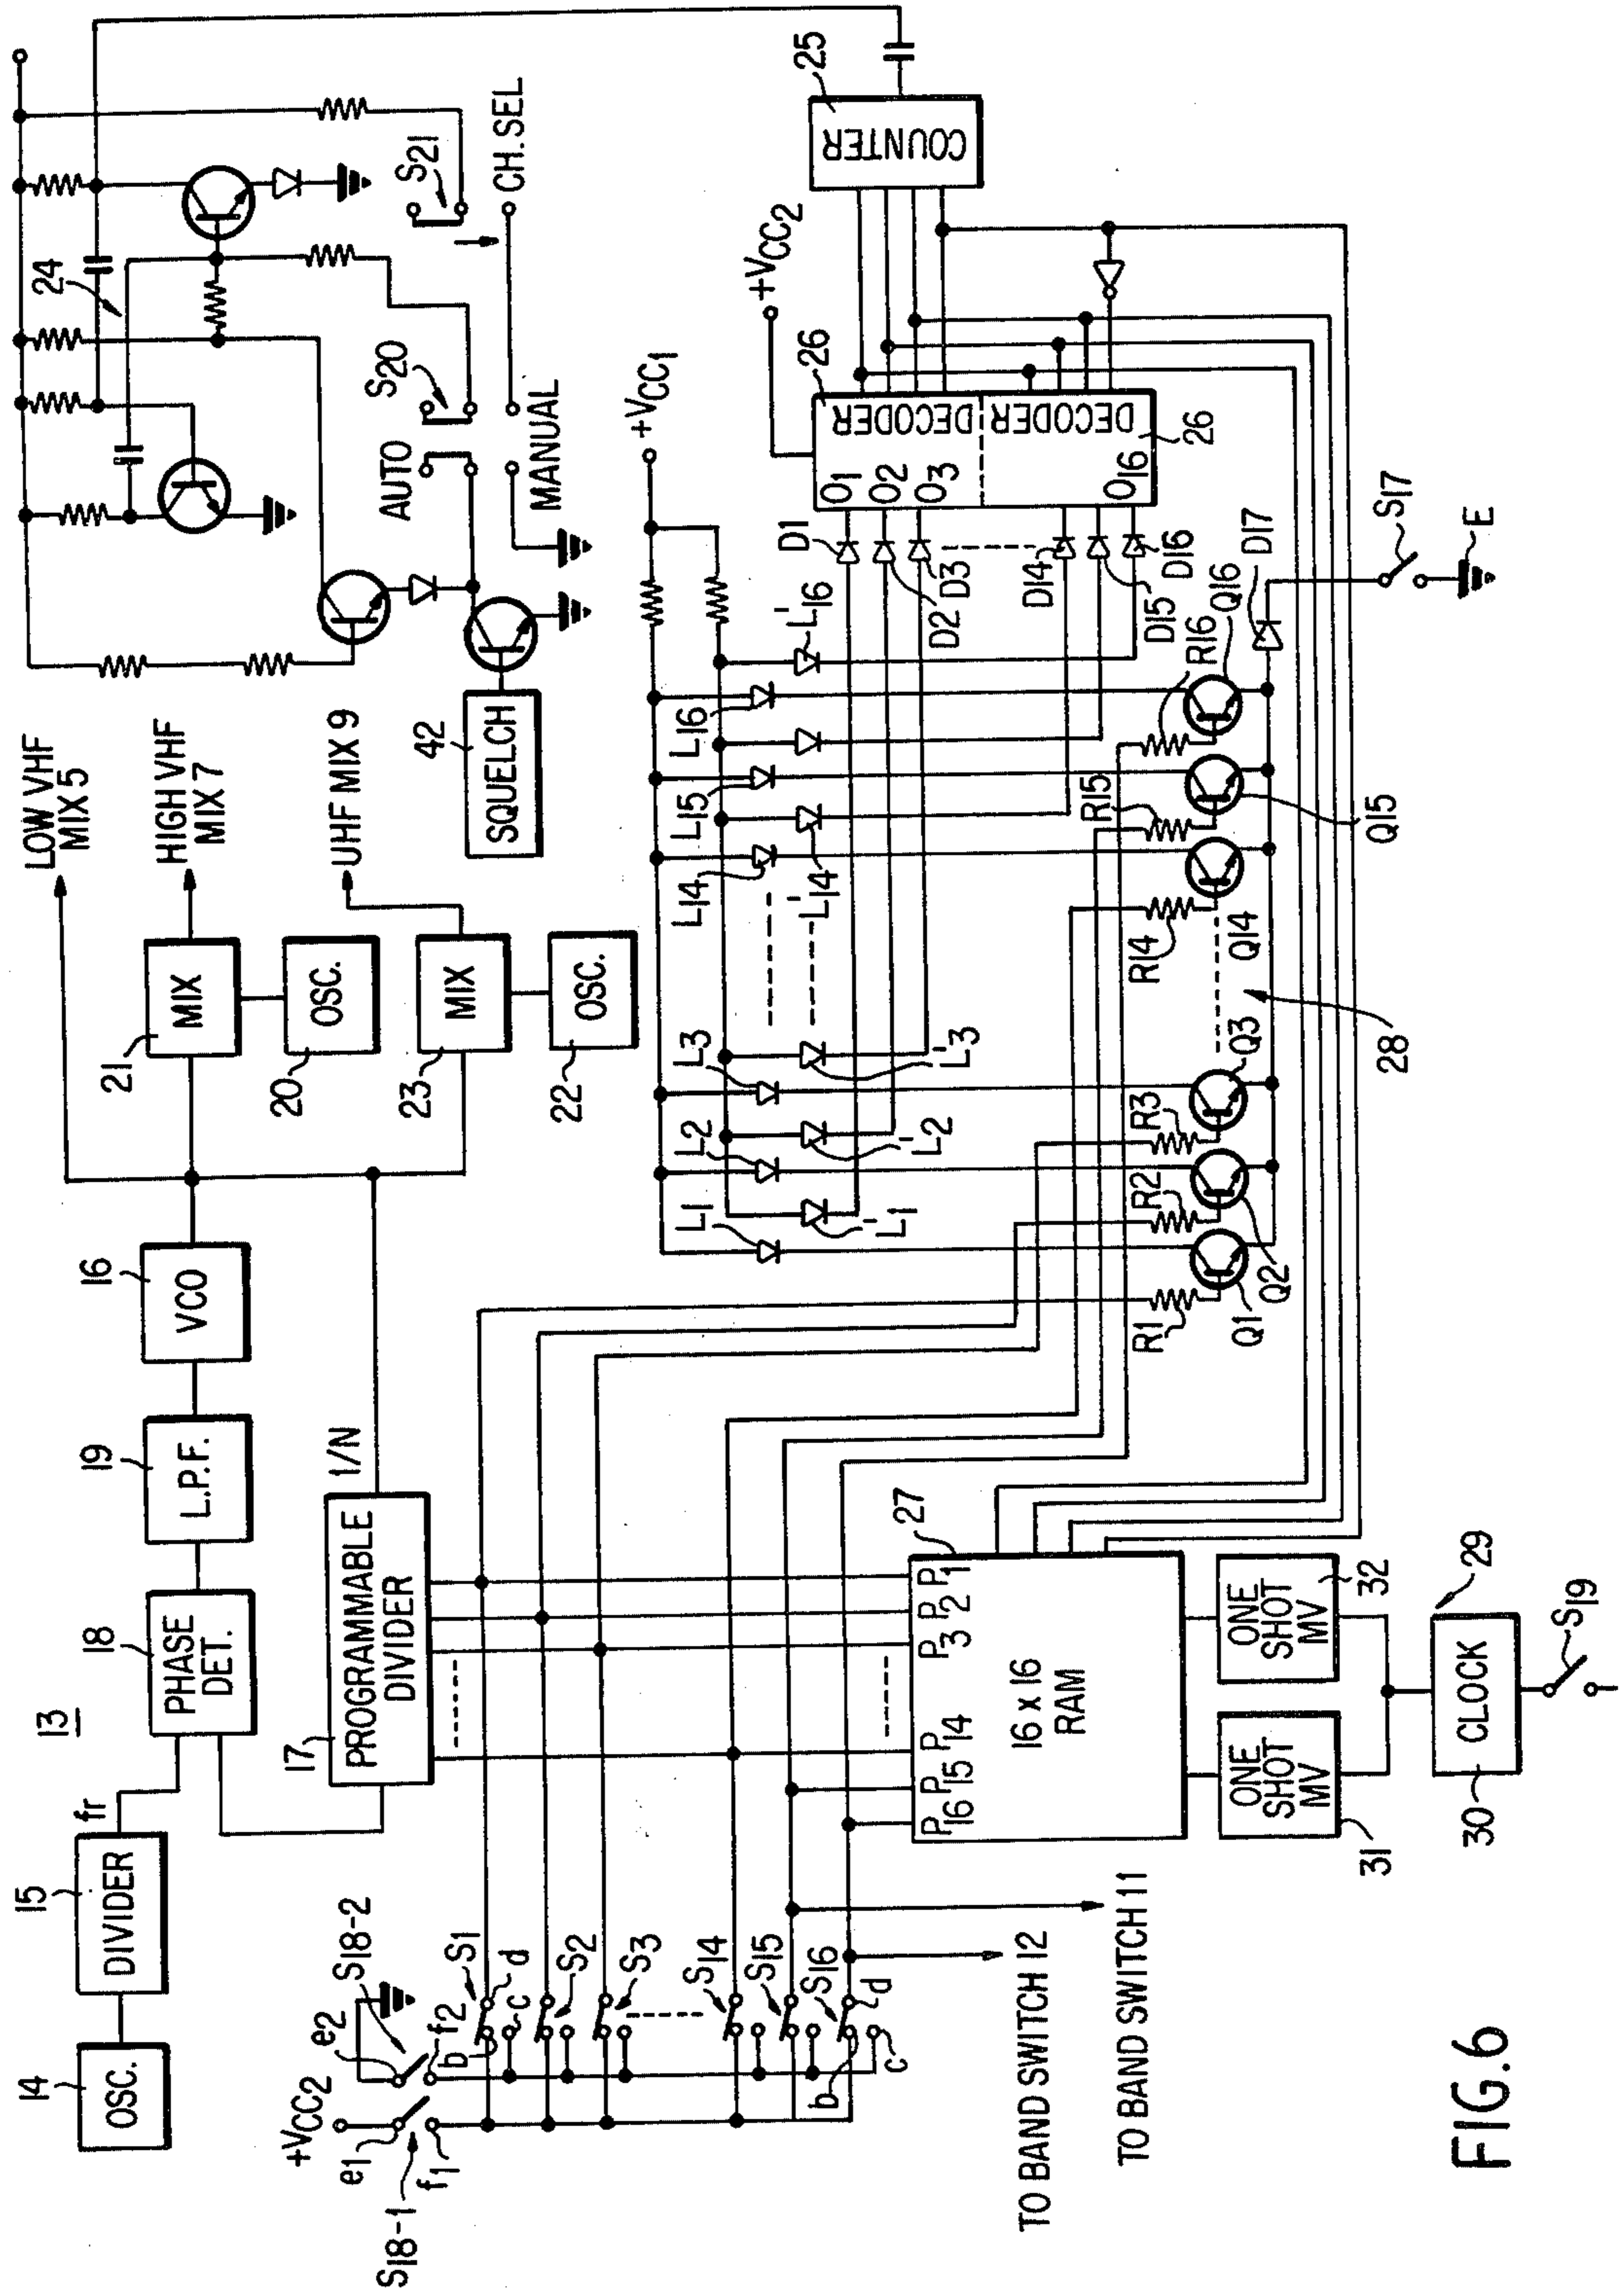 LOW VHF
MIX 5
HIGH VHF
MIX 7
UHF MIX 9
24
S21
CH. SEL
S20
AUTO
MANUAL
42
SQUELCH
21
MIX
20
OSC.
23
MIX
22
OSC.
16
VCO
19
L.P.F.
18
PHASE
DET.
13
fr
15
DIVIDER
14
OSC.
17
PROGRAMMABLE
DIVIDER
1/N
+VCC1
+VCC2
25
COUNTER
26
DECODER
DECODER
26
O1
O2
O3
O16
D1
D2
D3
D14
D15
D16
D17
L1
L2
L3
L14
L15
L16
L'1
L'2
L'3
L'14
L'16
R1
R2
R3
R14
R15
R16
Q1
Q2
Q3
Q14
Q15
Q16
28
S17
E
+VCC2
S18-1
S18-2
e1
f1
e2
f2
S1
S2
S3
S14
S15
S16
b
c
d
b
c
d
TO BAND SWITCH 12
TO BAND SWITCH 11
27
P1
P2
P3
P14
P15
P16
16 x 16
RAM
ONE
SHOT
MV
31
ONE
SHOT
MV
32
29
CLOCK
30
S19
FIG.6